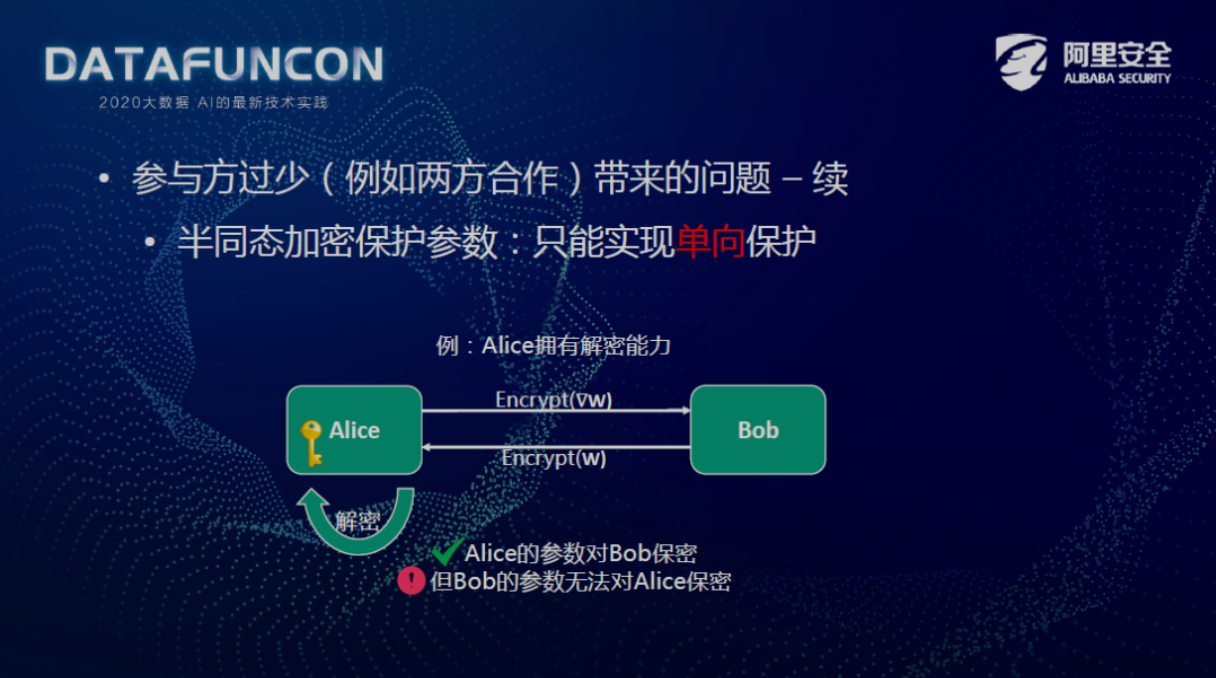 DATAFUNCON
2020大数据 AI的最新技术实践
阿里安全
ALIBABA SECURITY
• 参与方过少（例如两方合作）带来的问题 – 续
• 半同态加密保护参数：只能实现单向保护
例：Alice拥有解密能力
Encrypt(∇w)
Alice
Bob
Encrypt(w)
解密
Alice的参数对Bob保密
但Bob的参数无法对Alice保密